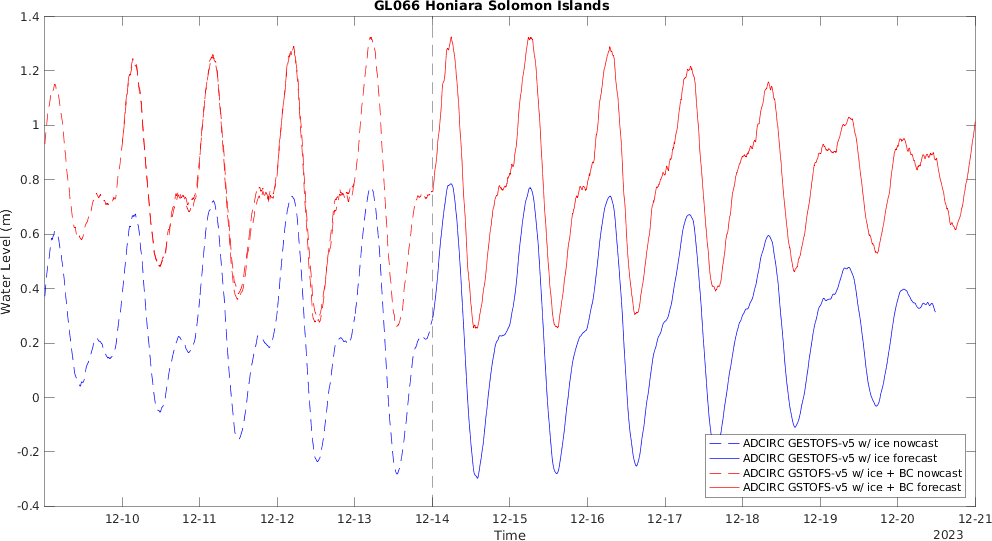 GL066 Honiara Solomon Islands
1.4
1.2
1
0.8
0.6
0.4
0.2
0
-0.2
-0.4
Water Level (m)
ADCIRC GESTOFS-v5 w/ ice nowcast
ADCIRC GESTOFS-v5 w/ ice forecast
ADCIRC GSTOFS-v5 w/ ice + BC nowcast
ADCIRC GSTOFS-v5 w/ ice + BC forecast
12-10 12-11 12-12 12-13 12-14 12-15 12-16 12-17 12-18 12-19 12-20 12-21
Time
2023